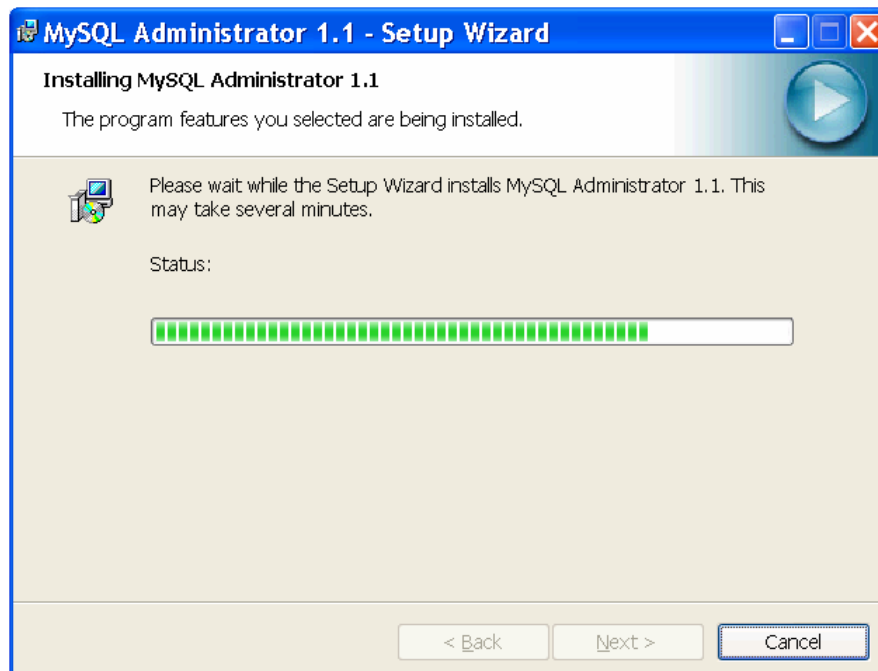 MySQL Administrator 1.1 - Setup Wizard
Installing MySQL Administrator 1.1
The program features you selected are being installed.
Please wait while the Setup Wizard installs MySQL Administrator 1.1. This
may take several minutes.
Status:
< Back Next > Cancel